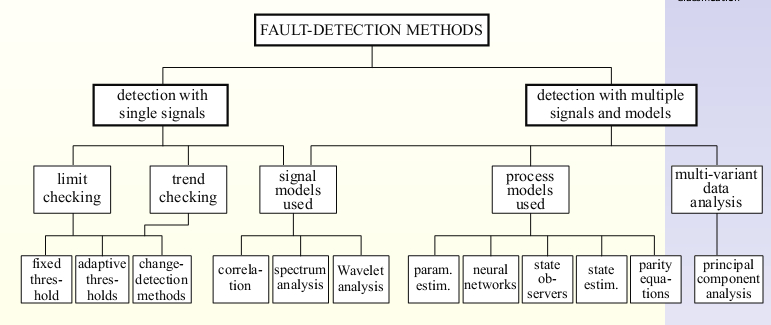 FAULT-DETECTION METHODS
detection with
single signals
detection with multiple
signals and models
limit
checking
trend
checking
signal
models
used
process
models
used
multi-variant
data
analysis
fixed
thres-
hold
adaptive
thres-
holds
change-
detection
methods
correla-
tion
spectrum
analysis
Wavelet
analysis
param.
estim.
neural
networks
state
ob-
servers
state
estim.
parity
equa-
tions
principal
component
analysis